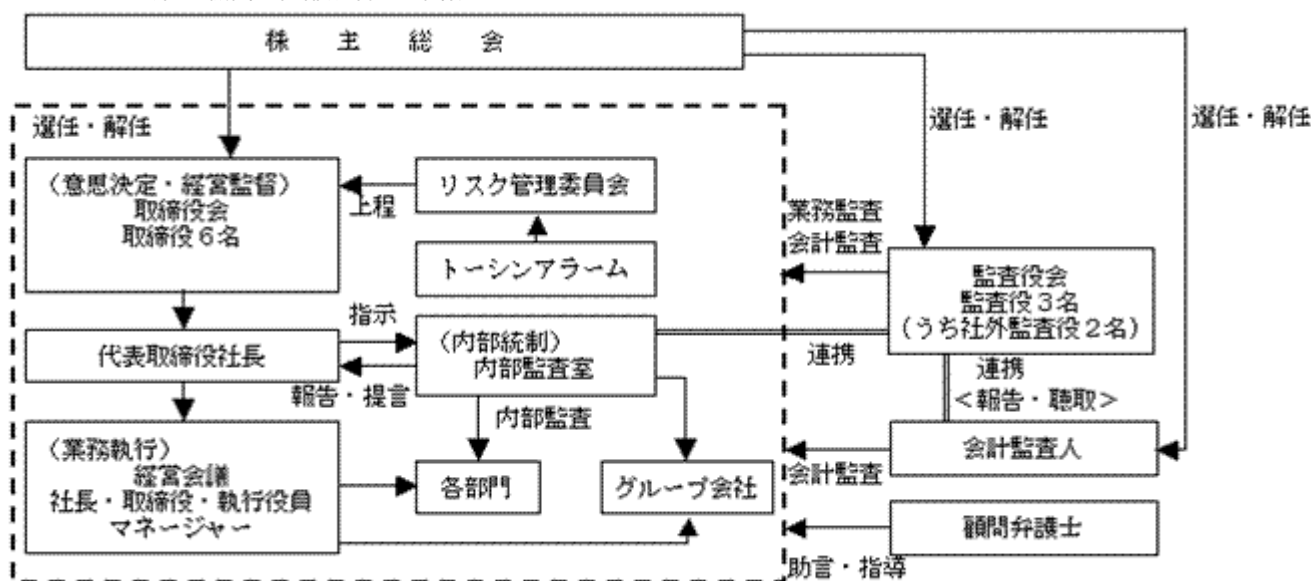 株 主 総 会
選任・解任
選任・解任
選任・解任
(意思決定・経営監督)
取締役会
取締役6名
上程
リスク管理委員会
トーシンアラーム
業務監査
会計監査
監査役会
監査役3名
(うち社外監査役2名)
代表取締役社長
指示
報告・提言
(内部統制)
内部監査室
連携
連携
<報告・聴取>
内部監査
(業務執行)
経営会議
社長・取締役・執行役員
マネージャー
各部門
グループ会社
会計監査
会計監査人
顧問弁護士
助言・指導